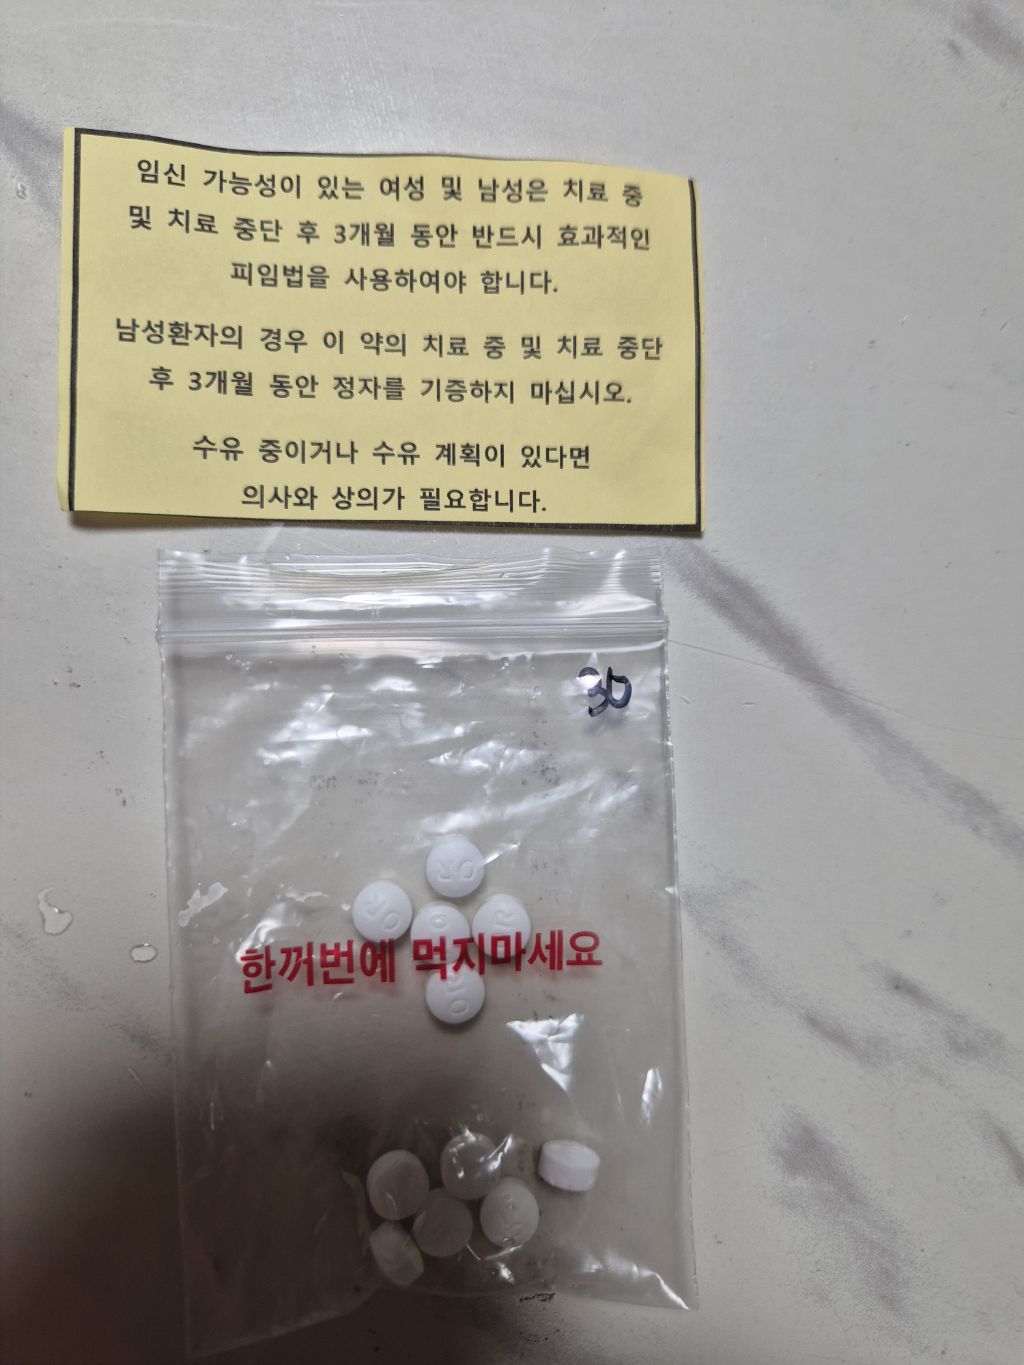 임신 가능성이 있는 여성 및 남성은 치료 중
및 치료 중단 후 3개월 동안 반드시 효과적인
피임법을 사용하여야 합니다.
남성환자의 경우 이 약의 치료 중 및 치료 중단
후 3개월 동안 정자를 기증하지 마십시오.
수유 중이거나 수유 계획이 있다면
의사와 상의가 필요합니다.
30
OR
OR
한꺼번에 먹지마세요